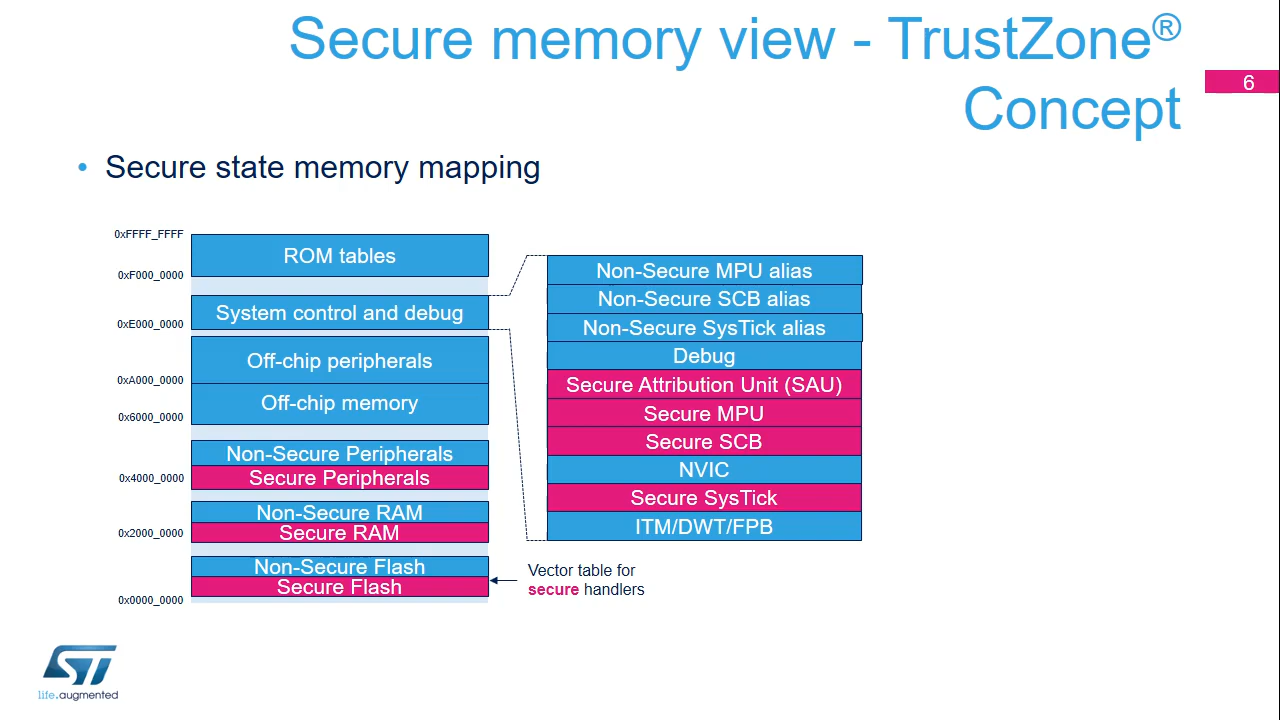 Secure memory view - TrustZone®
Concept
6
• Secure state memory mapping
0xFFFF_FFFF
ROM tables
0xF000_0000
System control and debug
0xE000_0000
Off-chip peripherals
0xA000_0000
Off-chip memory
0x6000_0000
Non-Secure Peripherals
Secure Peripherals
0x4000_0000
Non-Secure RAM
Secure RAM
0x2000_0000
Non-Secure Flash
Secure Flash
0x0000_0000
Non-Secure MPU alias
Non-Secure SCB alias
Non-Secure SysTick alias
Debug
Secure Attribution Unit (SAU)
Secure MPU
Secure SCB
NVIC
Secure SysTick
ITM/DWT/FPB
Vector table for
secure handlers
ST
life.augmented